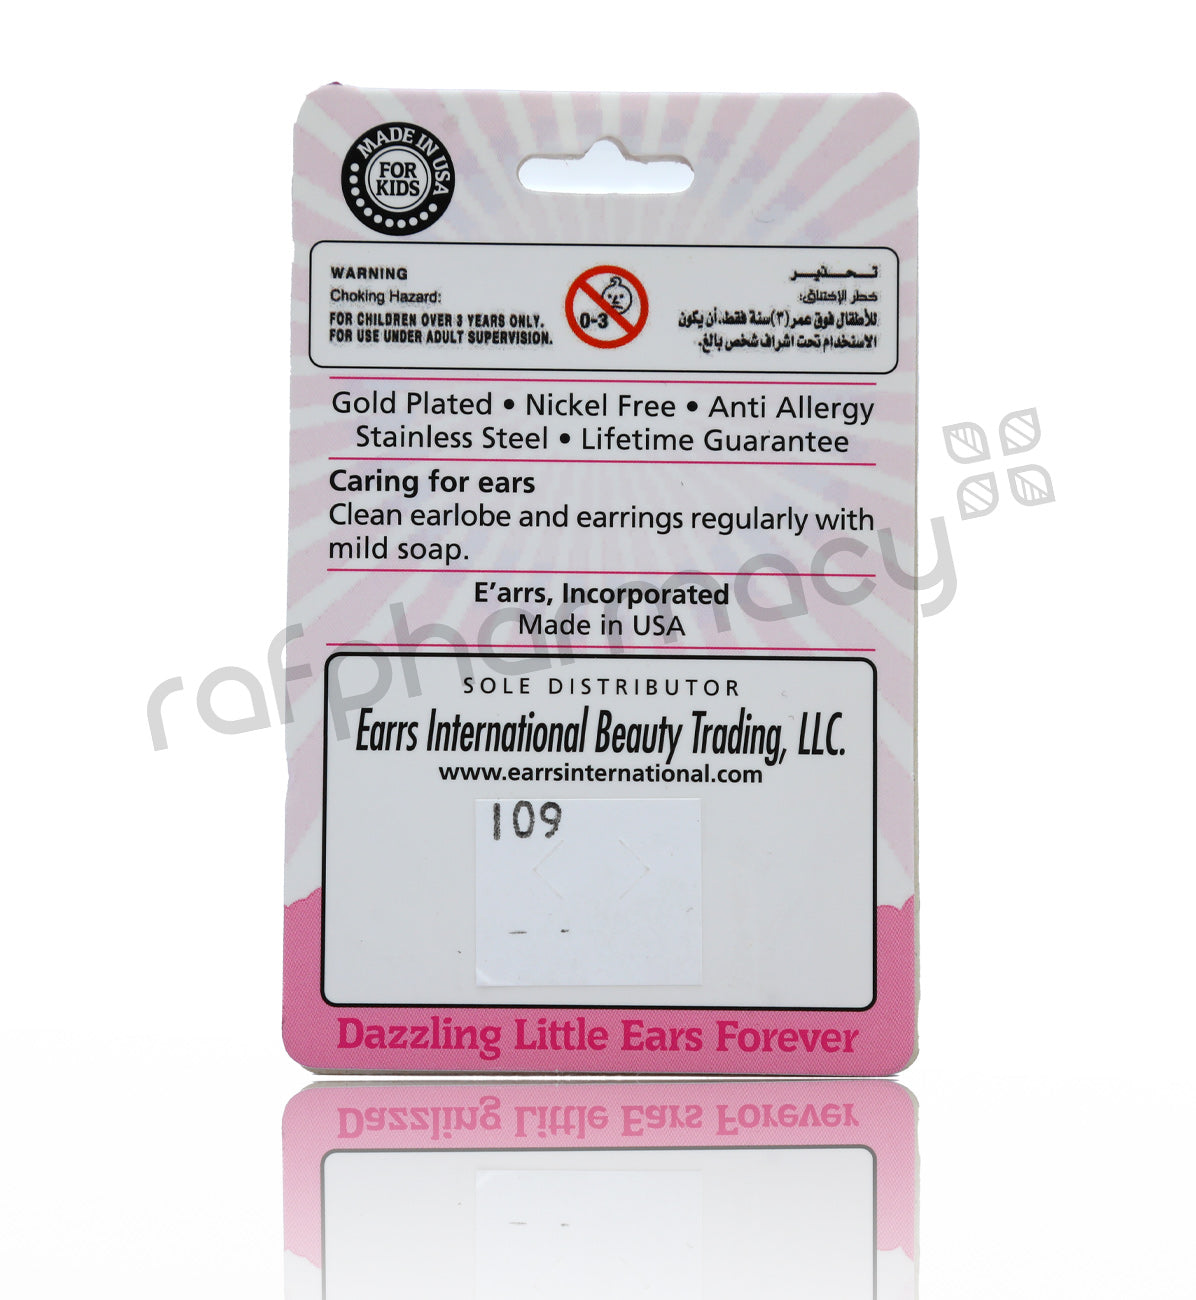 MADE IN USA
FOR
KIDS
WARNING
Choking Hazard:
FOR CHILDREN OVER 3 YEARS ONLY.
FOR USE UNDER ADULT SUPERVISION.
0-3
تحذير
خطر الإختناق:
للأطفال فوق عمر (٣) سنة فقط، أن يكون
الاستخدام تحت اشراف شخص بالغ.
Gold Plated • Nickel Free • Anti Allergy
Stainless Steel • Lifetime Guarantee
Caring for ears
Clean earlobe and earrings regularly with
mild soap.
E'arrs, Incorporated
Made in USA
rafpharmacy
SOLE DISTRIBUTOR
Earrs International Beauty Trading, LLC.
www.earrsinternational.com
109
Dazzling Little Ears Forever